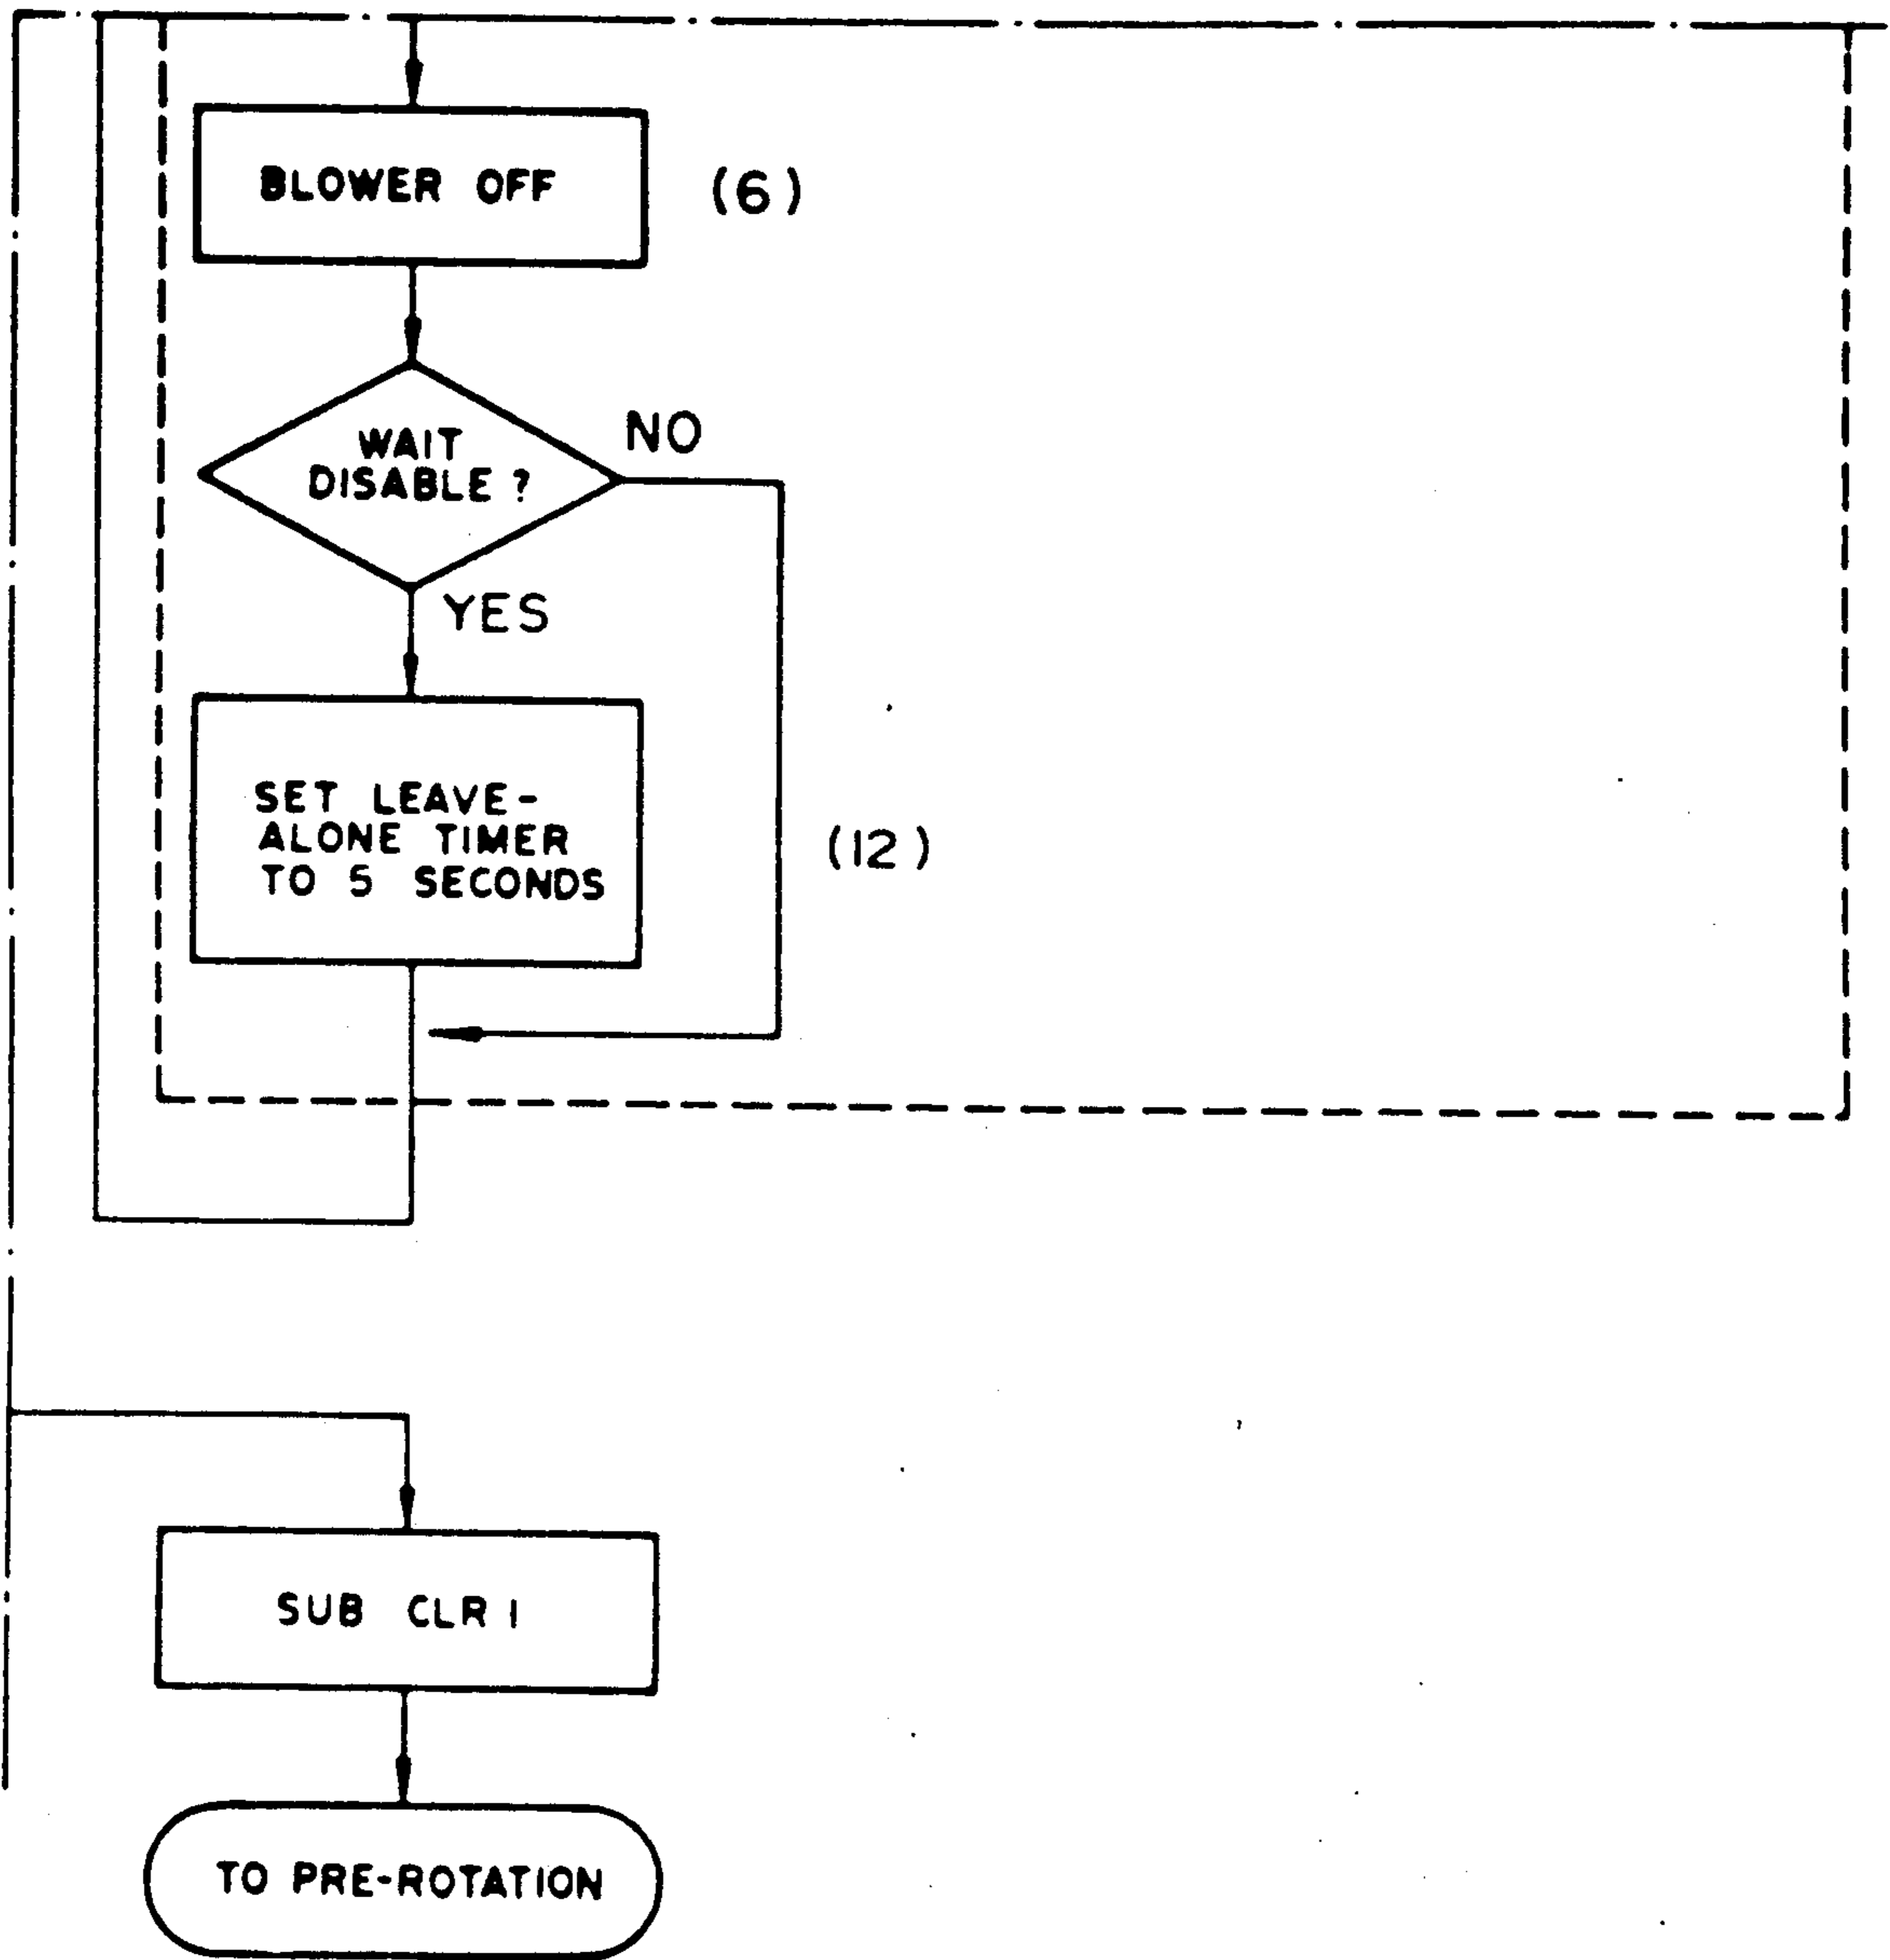 BLOWER OFF
(6)
WAIT
DISABLE ?
NO
YES
SET LEAVE-
ALONE TIMER
TO 5 SECONDS
(12)
SUB CLR 1
TO PRE-ROTATION